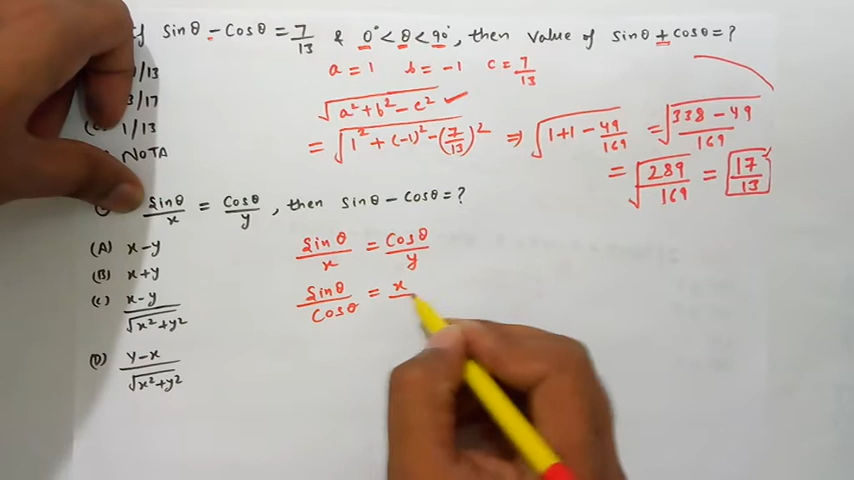 f Sinθ - Cosθ = 7/13 & 0° < θ < 90°, then value of sinθ + cosθ = ?
/13
3/17
1/13
NOTA
a = 1 b = -1 c = 7/13
√(a² + b² - c²) ✓
= √(1² + (-1)² - (7/13)²) ⇒ √(1+1 - 49/169) = √((338 - 49)/169)
= √(289/169) = 17/13
Sinθ/x = Cosθ/y, then sinθ - cosθ = ?
(A) x-y
(B) x+y
(C) x-y/√(x²+y²)
(D) y-x/√(x²+y²)
Sinθ/x = Cosθ/y
Sinθ/Cosθ = x